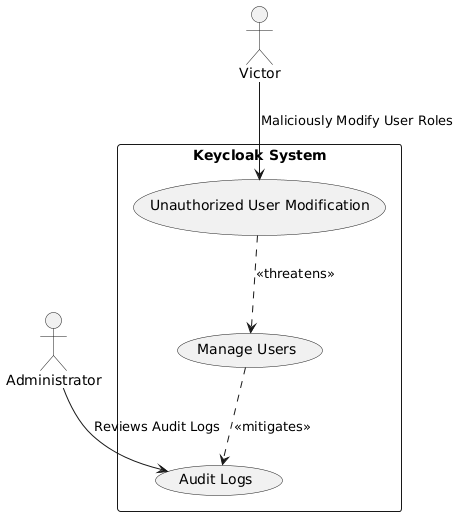 Victor
Maliciously Modify User Roles
Keycloak System
Unauthorized User Modification
«threatens»
Manage Users
Administrator
Reviews Audit Logs
«mitigates»
Audit Logs